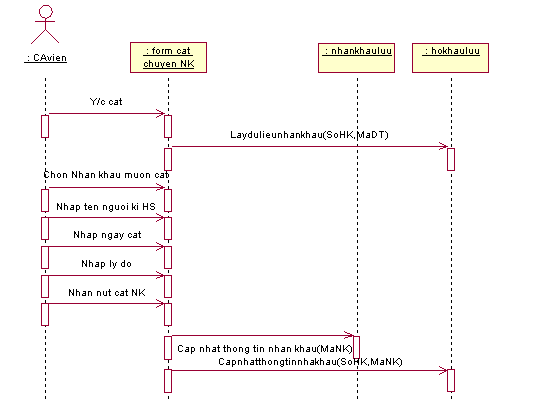 : CAvien
: form cat
chuyen NK
: nhankhauluu
: hokhauluu
Y/c cat
Laydulieunhankhau(SoHK,MaDT)
Chon Nhan khau muon cat
Nhap ten nguoi ki HS
Nhap ngay cat
Nhap ly do
Nhan nut cat NK
Cap nhat thong tin nhan khau(MaNK)
Capnhatthongtinnhakhau(SoHK,MaNK)